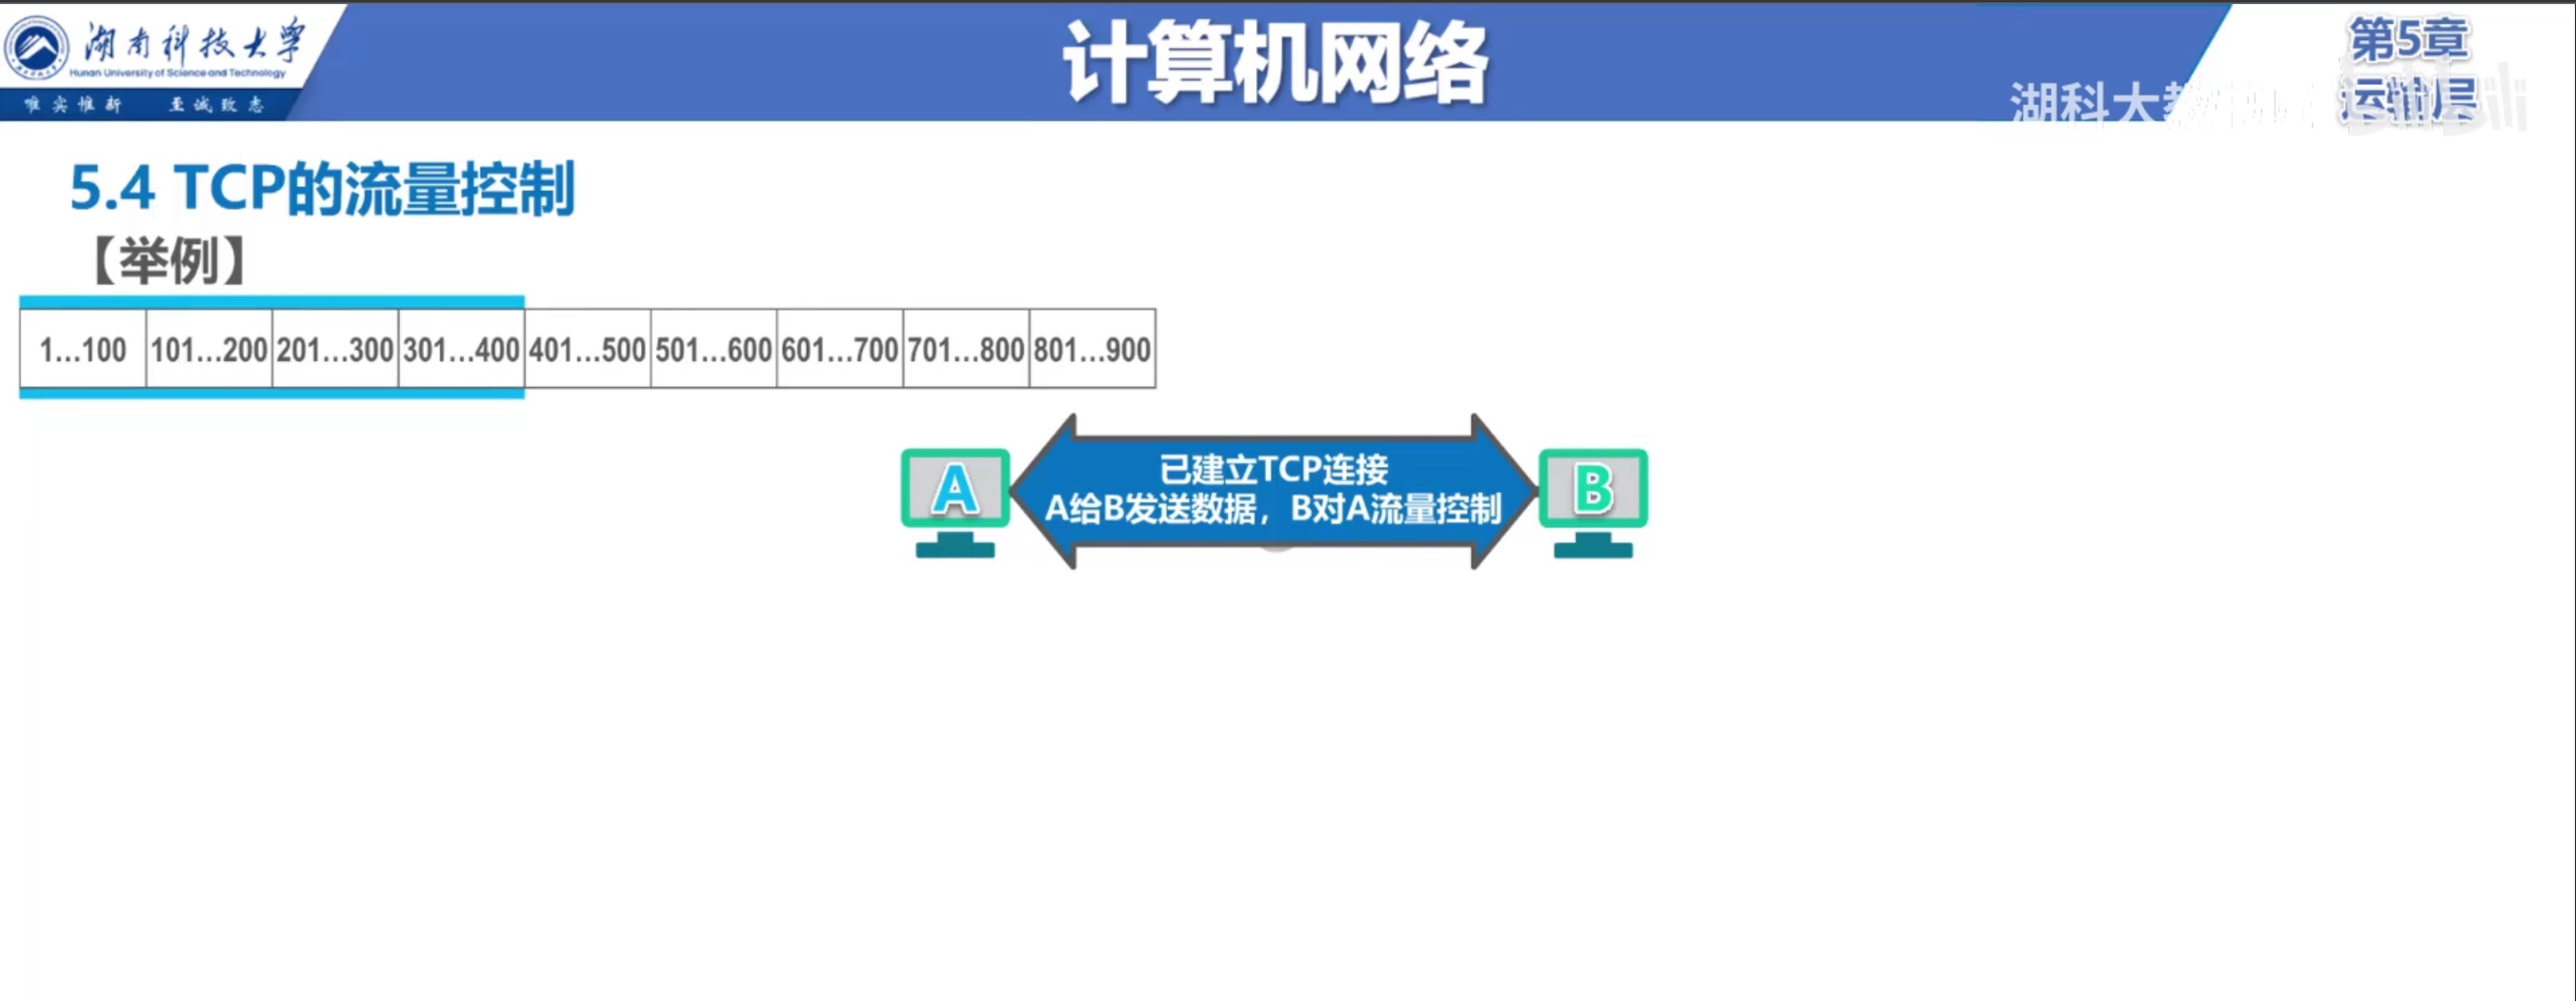 湖南科技大学
Hunan University of Science and Technology
唯实惟新 至诚致志
计算机网络
第5章
运输层
湖科大教书匠
bilibili
5.4 TCP的流量控制
【举例】
1...100 101...200 201...300 301...400 401...500 501...600 601...700 701...800 801...900
A
已建立TCP连接
A给B发送数据，B对A流量控制
B